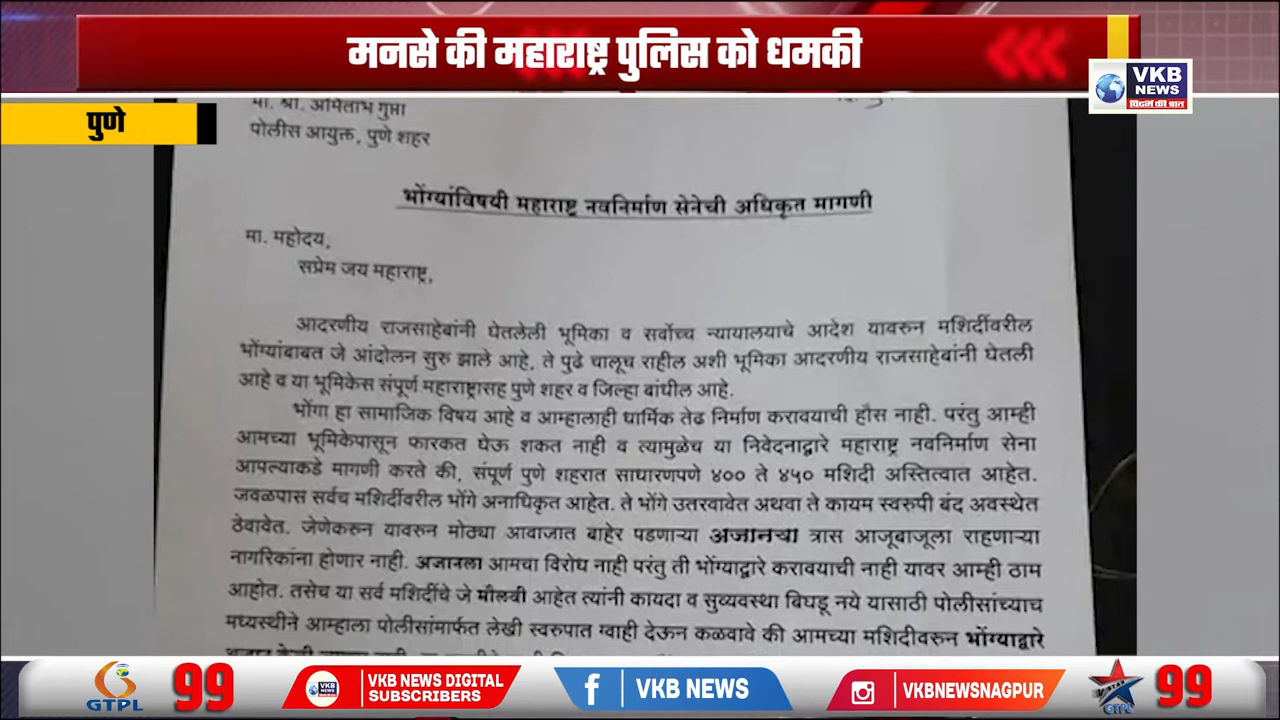 मनसे की महाराष्ट्र पुलिस को धमकी
VKB
NEWS
विदर्भ की बात
पुणे
मा. श्री. अमिताभ गुप्ता
पोलीस आयुक्त, पुणे शहर
भोंग्यांविषयी महाराष्ट्र नवनिर्माण सेनेची अधिकृत मागणी
मा. महोदय,
सप्रेम जय महाराष्ट्र,
आदरणीय राजसाहेबांनी घेतलेली भूमिका व सर्वोच्च न्यायालयाचे आदेश यावरुन मशिदींवरील
भोंग्यांबाबत जे आंदोलन सुरु झाले आहे, ते पुढे चालूच राहील अशी भूमिका आदरणीय राजसाहेबांनी घेतली
आहे व या भूमिकेस संपूर्ण महाराष्ट्रासह पुणे शहर व जिल्हा बांधील आहे.
भोंगा हा सामाजिक विषय आहे व आम्हालाही धार्मिक तेढ निर्माण करावयाची हौस नाही. परंतु आम्ही
आमच्या भूमिकेपासून फारकत घेऊ शकत नाही व त्यामुळेच या निवेदनाद्वारे महाराष्ट्र नवनिर्माण सेना
आपल्याकडे मागणी करते की, संपूर्ण पुणे शहरात साधारणपणे ४०० ते ४५० मशिदी अस्तित्वात आहेत.
जवळपास सर्वच मशिदींवरील भोंगे अनाधिकृत आहेत. ते भोंगे उतरवावेत अथवा ते कायम स्वरुपी बंद अवस्थेत
ठेवावेत. जेणेकरुन यावरुन मोठ्या आवाजात बाहेर पडणाऱ्या अजानचा त्रास आजूबाजूला राहणाऱ्या
नागरिकांना होणार नाही. अजानला आमचा विरोध नाही परंतु ती भोंग्याद्वारे करावयाची नाही यावर आम्ही ठाम
आहोत. तसेच या सर्व मशिदींचे जे मौलवी आहेत त्यांनी कायदा व सुव्यवस्था बिघडू नये यासाठी पोलीसांच्याच
मध्यस्थीने आम्हाला पोलीसांमार्फत लेखी स्वरुपात ग्वाही देऊन कळवावे की आमच्या मशिदीवरुन भोंग्याद्वारे
GTPL
99
VKB NEWS DIGITAL
SUBSCRIBERS
VKB NEWS
VKBNEWSNAGPUR
V STAR
GTPL
99